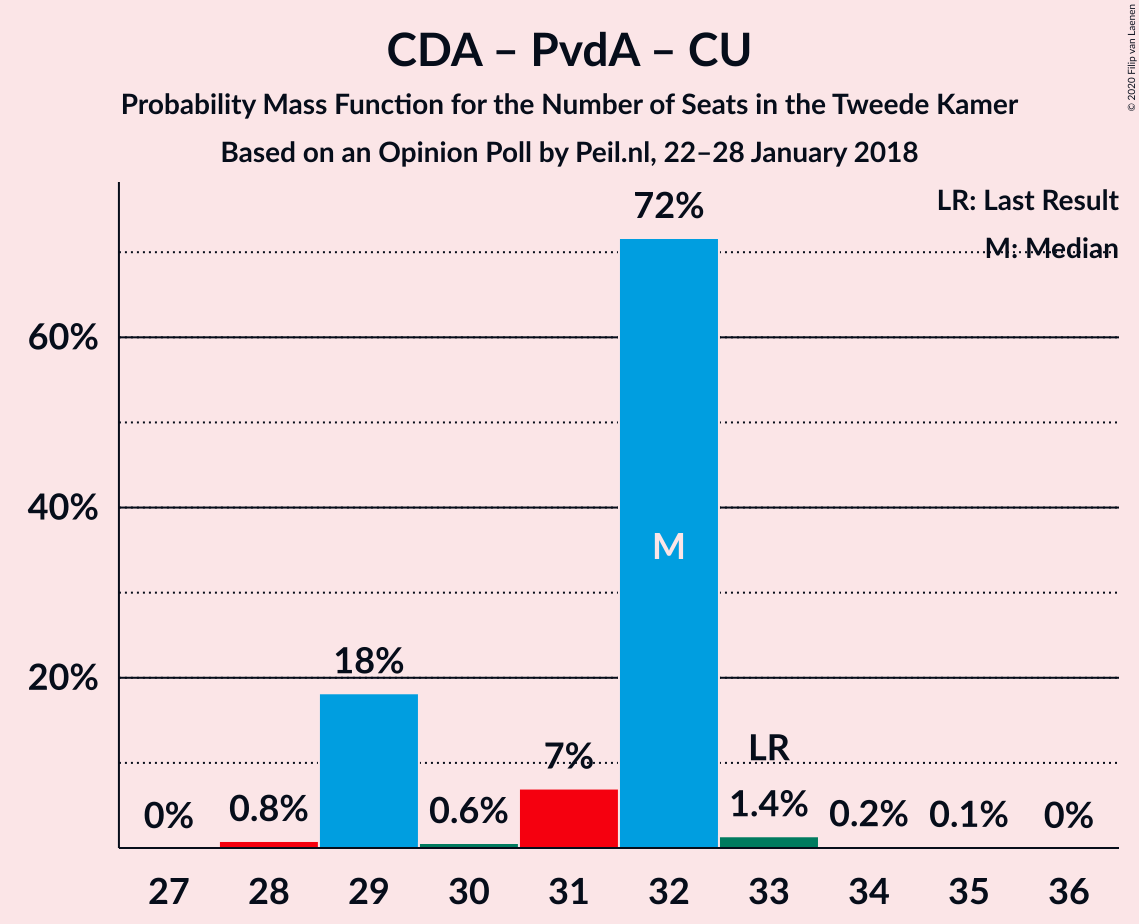 CDA – PvdA – CU
Probability Mass Function for the Number of Seats in the Tweede Kamer
Based on an Opinion Poll by Peil.nl, 22–28 January 2018
© 2020 Filip van Laenen
LR: Last Result
M: Median
72%
60%
40%
M
20%
18%
7%
LR
0%
0.8%
0.6%
1.4%
0.2%
0.1%
0%
27 28 29 30 31 32 33 34 35 36